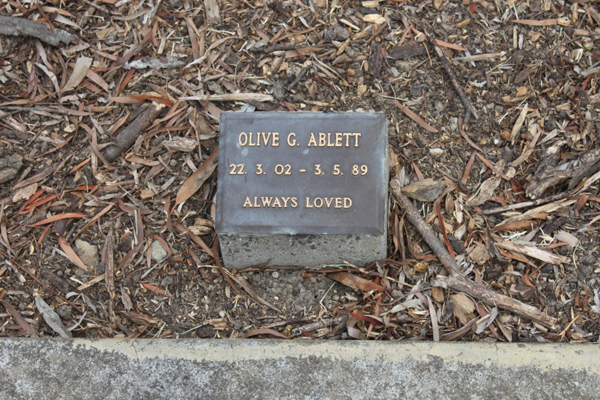 OLIVE G. ABLETT
22. 3. 02 - 3. 5. 89
ALWAYS LOVED